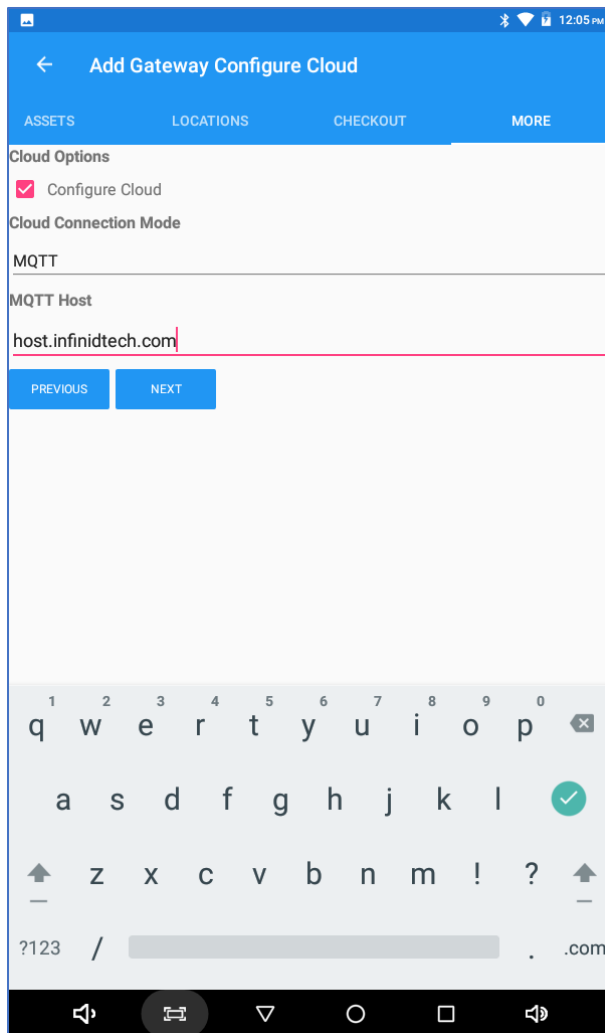 12:05 PM
Add Gateway Configure Cloud
ASSETS LOCATIONS CHECKOUT MORE
Cloud Options
Configure Cloud
Cloud Connection Mode
MQTT
MQTT Host
host.infinidtech.com
PREVIOUS NEXT
1 2 3 4 5 6 7 8 9 0
q w e r t y u i o p
a s d f g h j k l
z x c v b n m ! ?
?123 / . .com